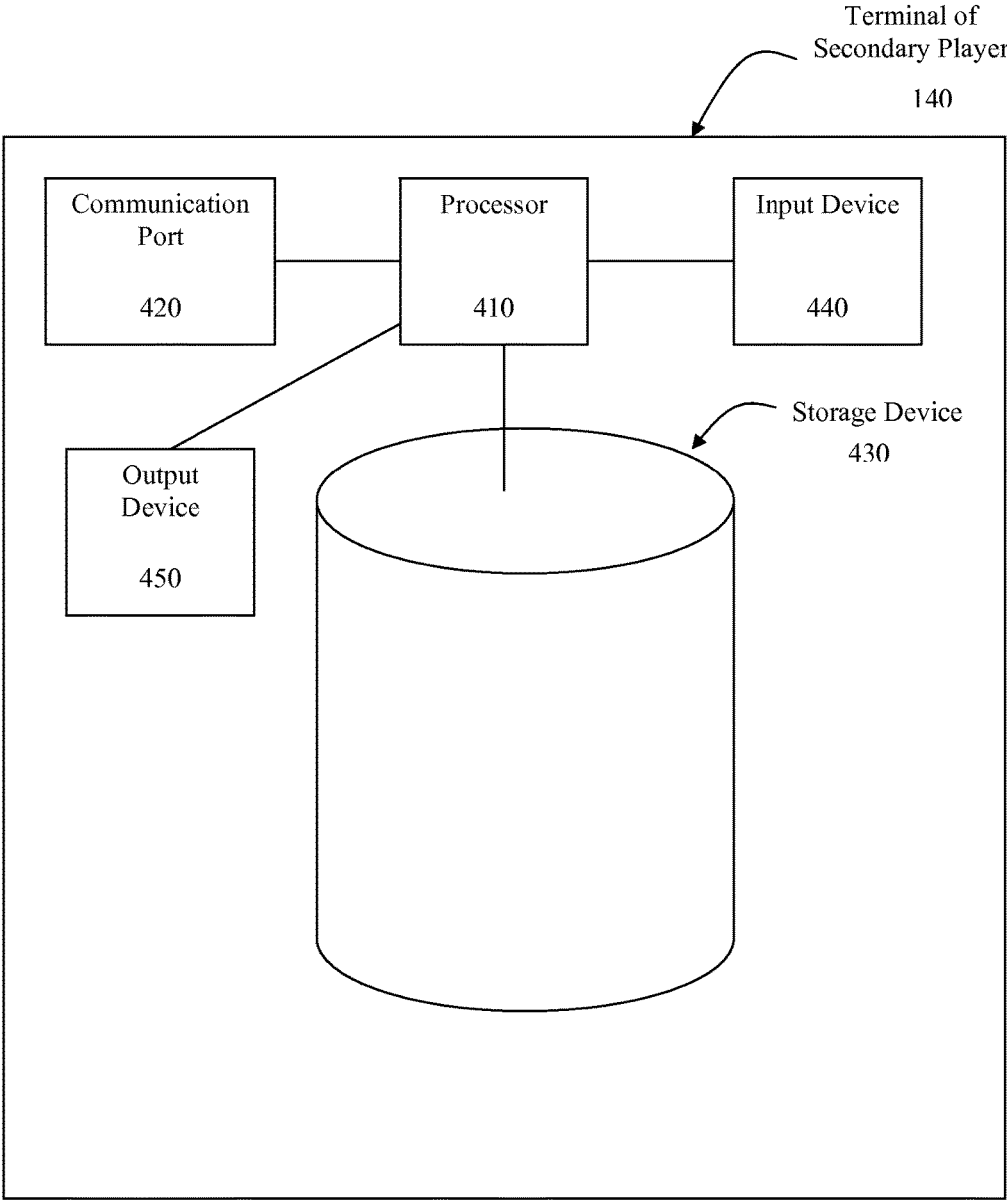 Terminal of
Secondary Player
140
Communication
Port
420
Processor
410
Input Device
440
Storage Device
430
Output
Device
450